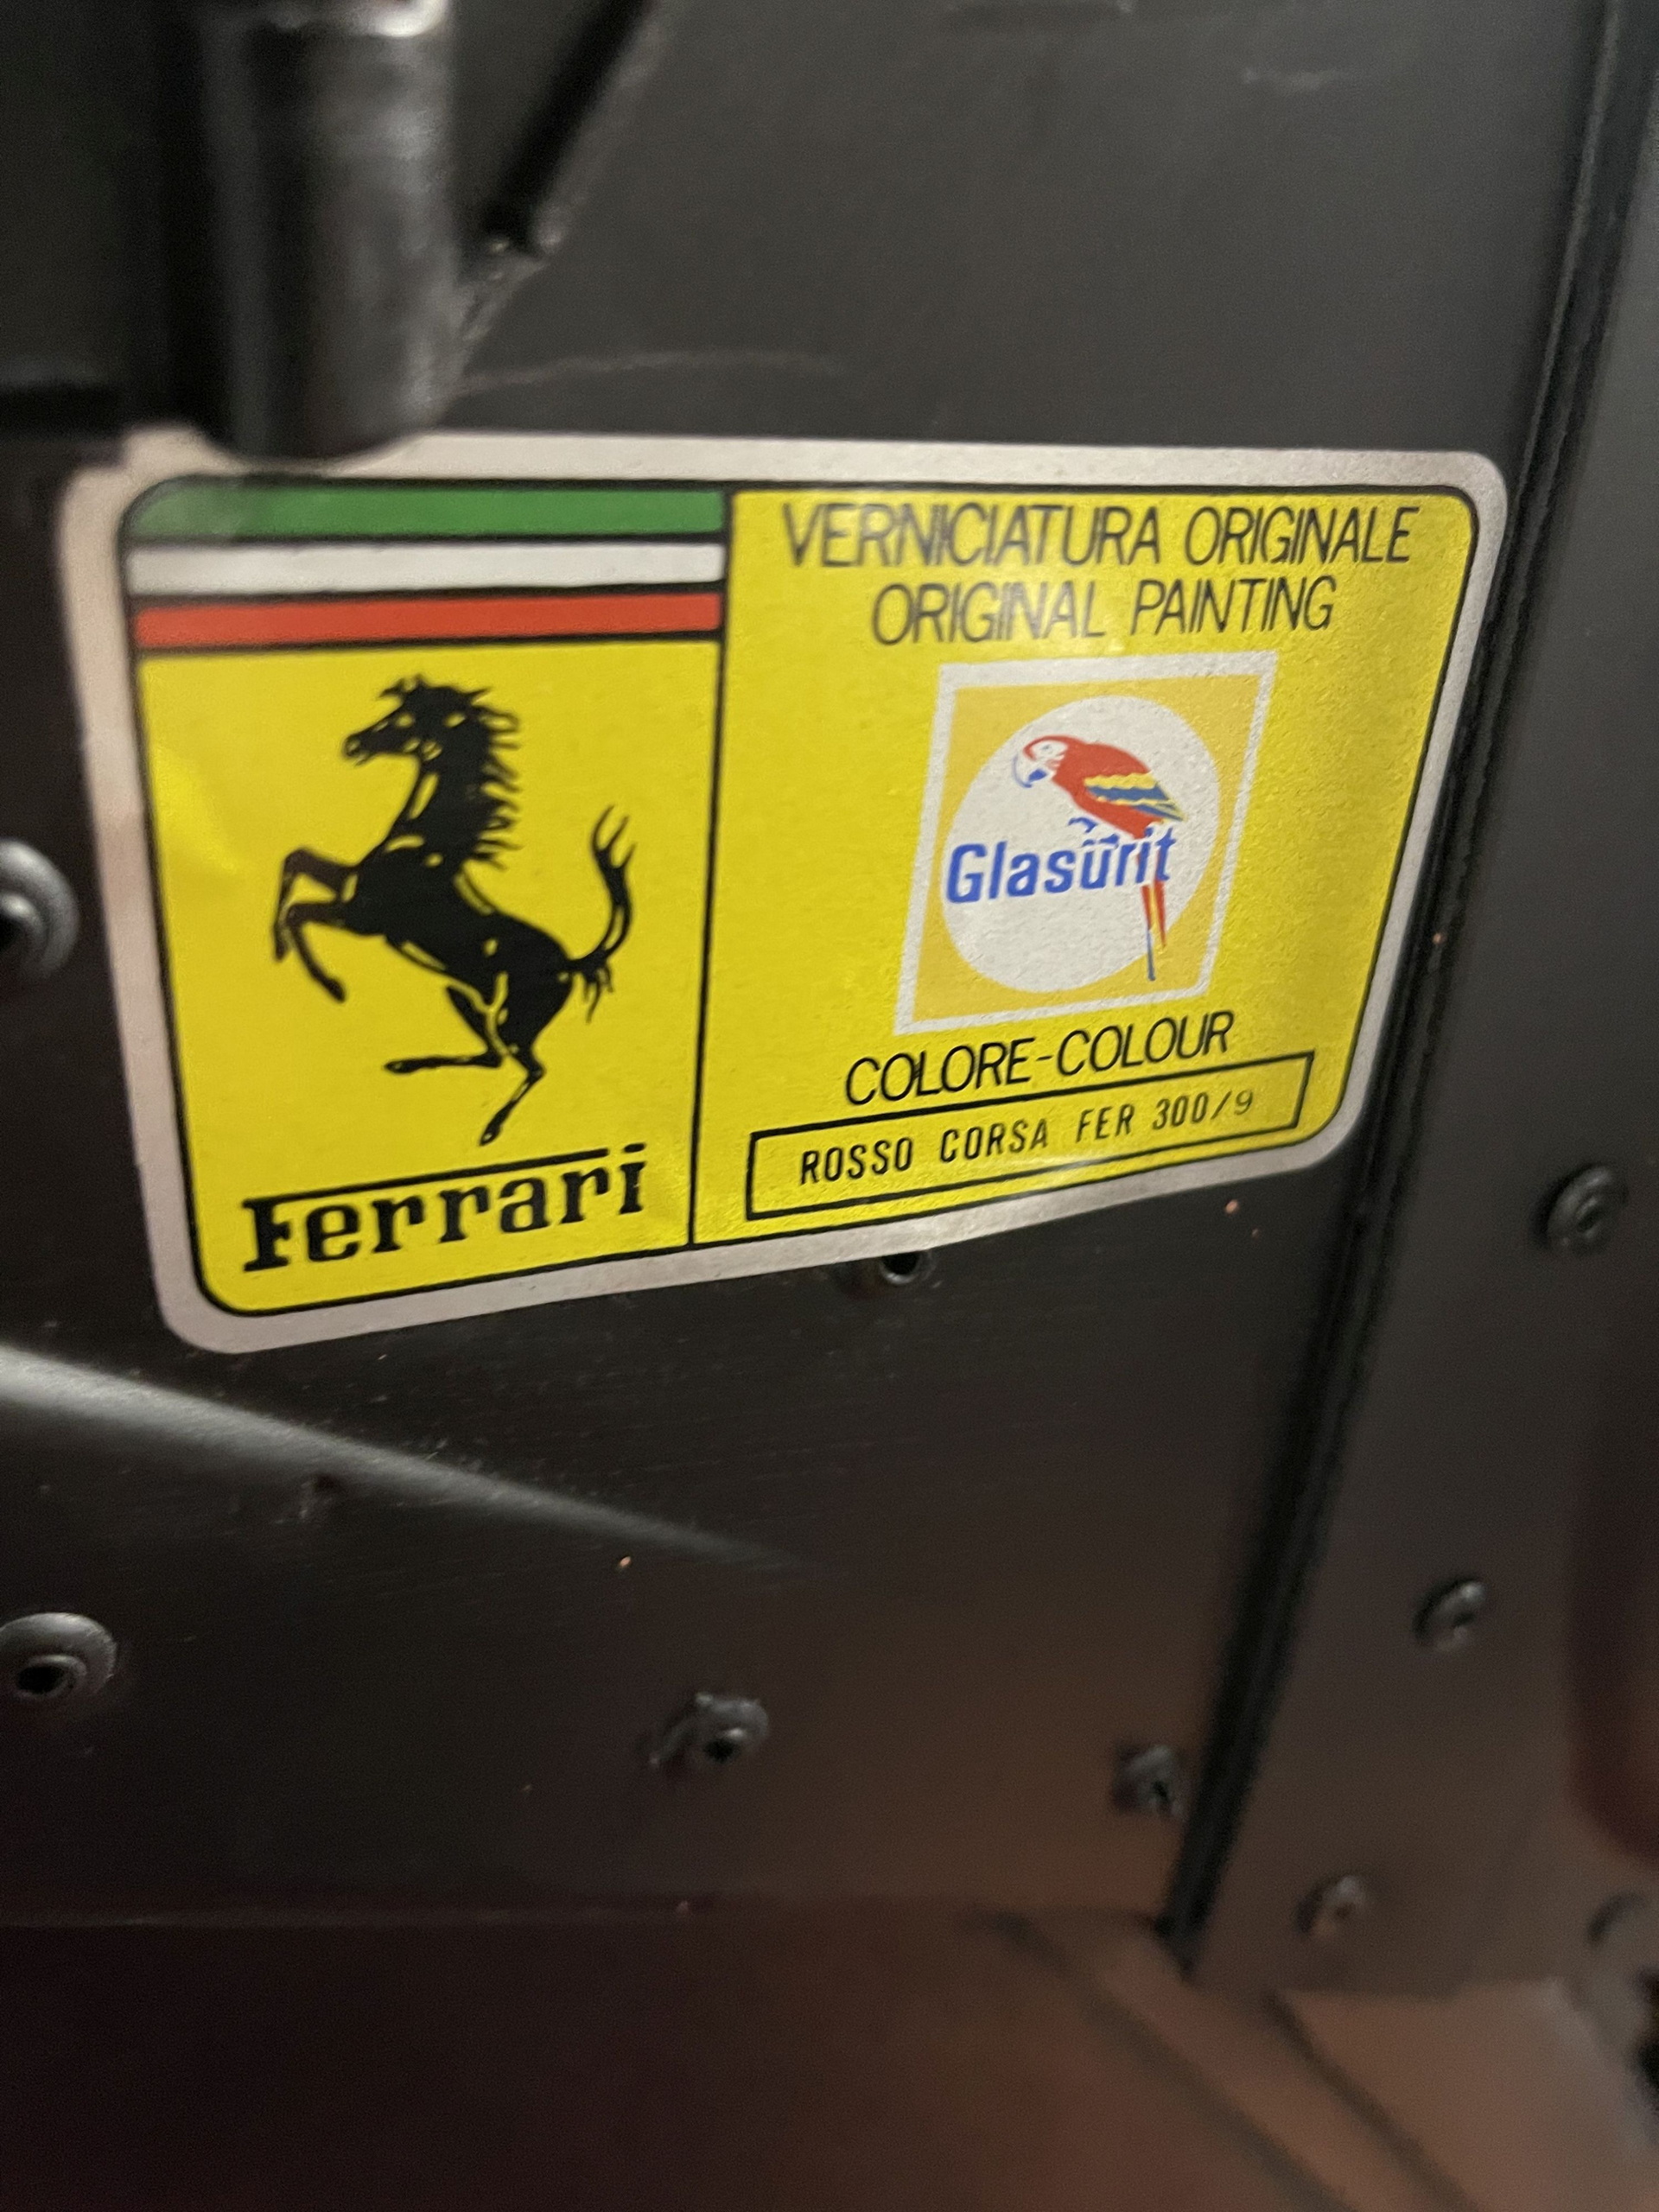 VERNICIATURA ORIGINALE
ORIGINAL PAINTING
Glasurit
COLORE-COLOUR
ROSSO CORSA FER 300/9
Ferrari